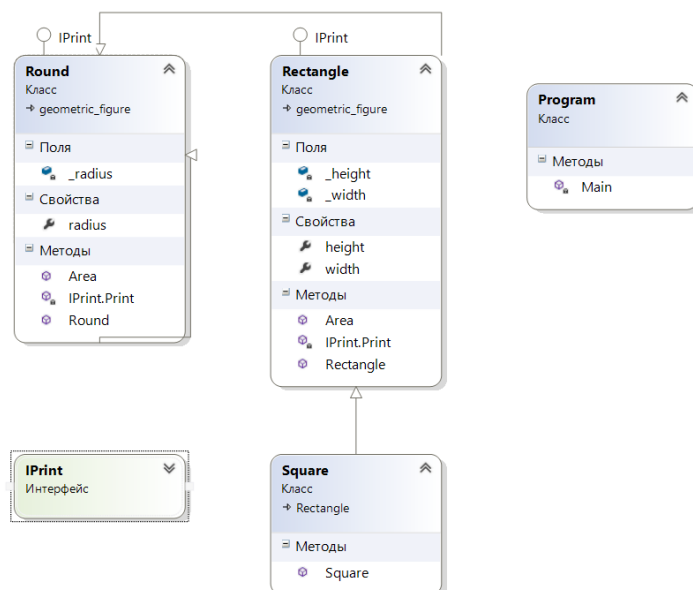 IPrint
Round
Класс
geometric_figure
Поля
_radius
Свойства
radius
Методы
Area
IPrint.Print
Round
IPrint
Rectangle
Класс
geometric_figure
Поля
_height
_width
Свойства
height
width
Методы
Area
IPrint.Print
Rectangle
Program
Класс
Методы
Main
IPrint
Интерфейс
Square
Класс
Rectangle
Методы
Square